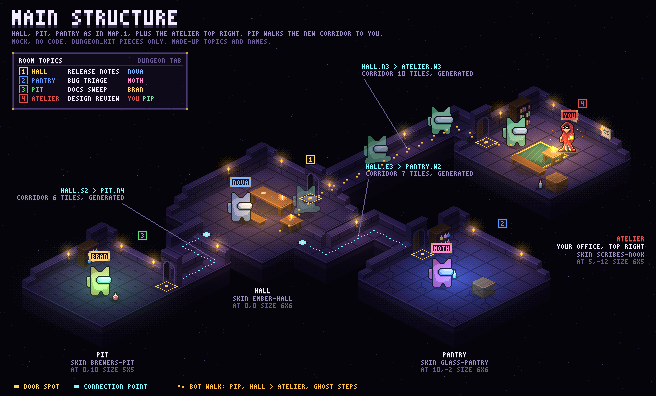 MAIN STRUCTURE
HALL, PIT, PANTRY AS IN MAP.1, PLUS THE ATELIER TOP RIGHT. PIP WALKS THE NEW CORRIDOR TO YOU.
MOCK, NO CODE. DUNGEON_KIT PIECES ONLY. MADE-UP TOPICS AND NAMES.
ROOM TOPICS DUNGEON TAB
1 HALL RELEASE NOTES NOVA
2 PANTRY BUG TRIAGE MOTH
3 PIT DOCS SWEEP BRAN
4 ATELIER DESIGN REVIEW YOU PIP
HALL.N3 > ATELIER.W3
CORRIDOR 10 TILES, GENERATED
4
YOU
1
HALL.E3 > PANTRY.W2
CORRIDOR 7 TILES, GENERATED
NOVA
HALL.S2 > PIT.N4
CORRIDOR 6 TILES, GENERATED
2
3
ATELIER
YOUR OFFICE, TOP RIGHT
SKIN SCRIBES-NOOK
AT 5,-12 SIZE 6X5
MOTH
BRAN
HALL
SKIN EMBER-HALL
AT 0,0 SIZE 6X6
PIT
SKIN BREWERS-PIT
AT 0,10 SIZE 5X5
PANTRY
SKIN GLASS-PANTRY
AT 10,-2 SIZE 6X6
DOOR SPOT CONNECTION POINT BOT WALK: PIP, HALL > ATELIER, GHOST STEPS